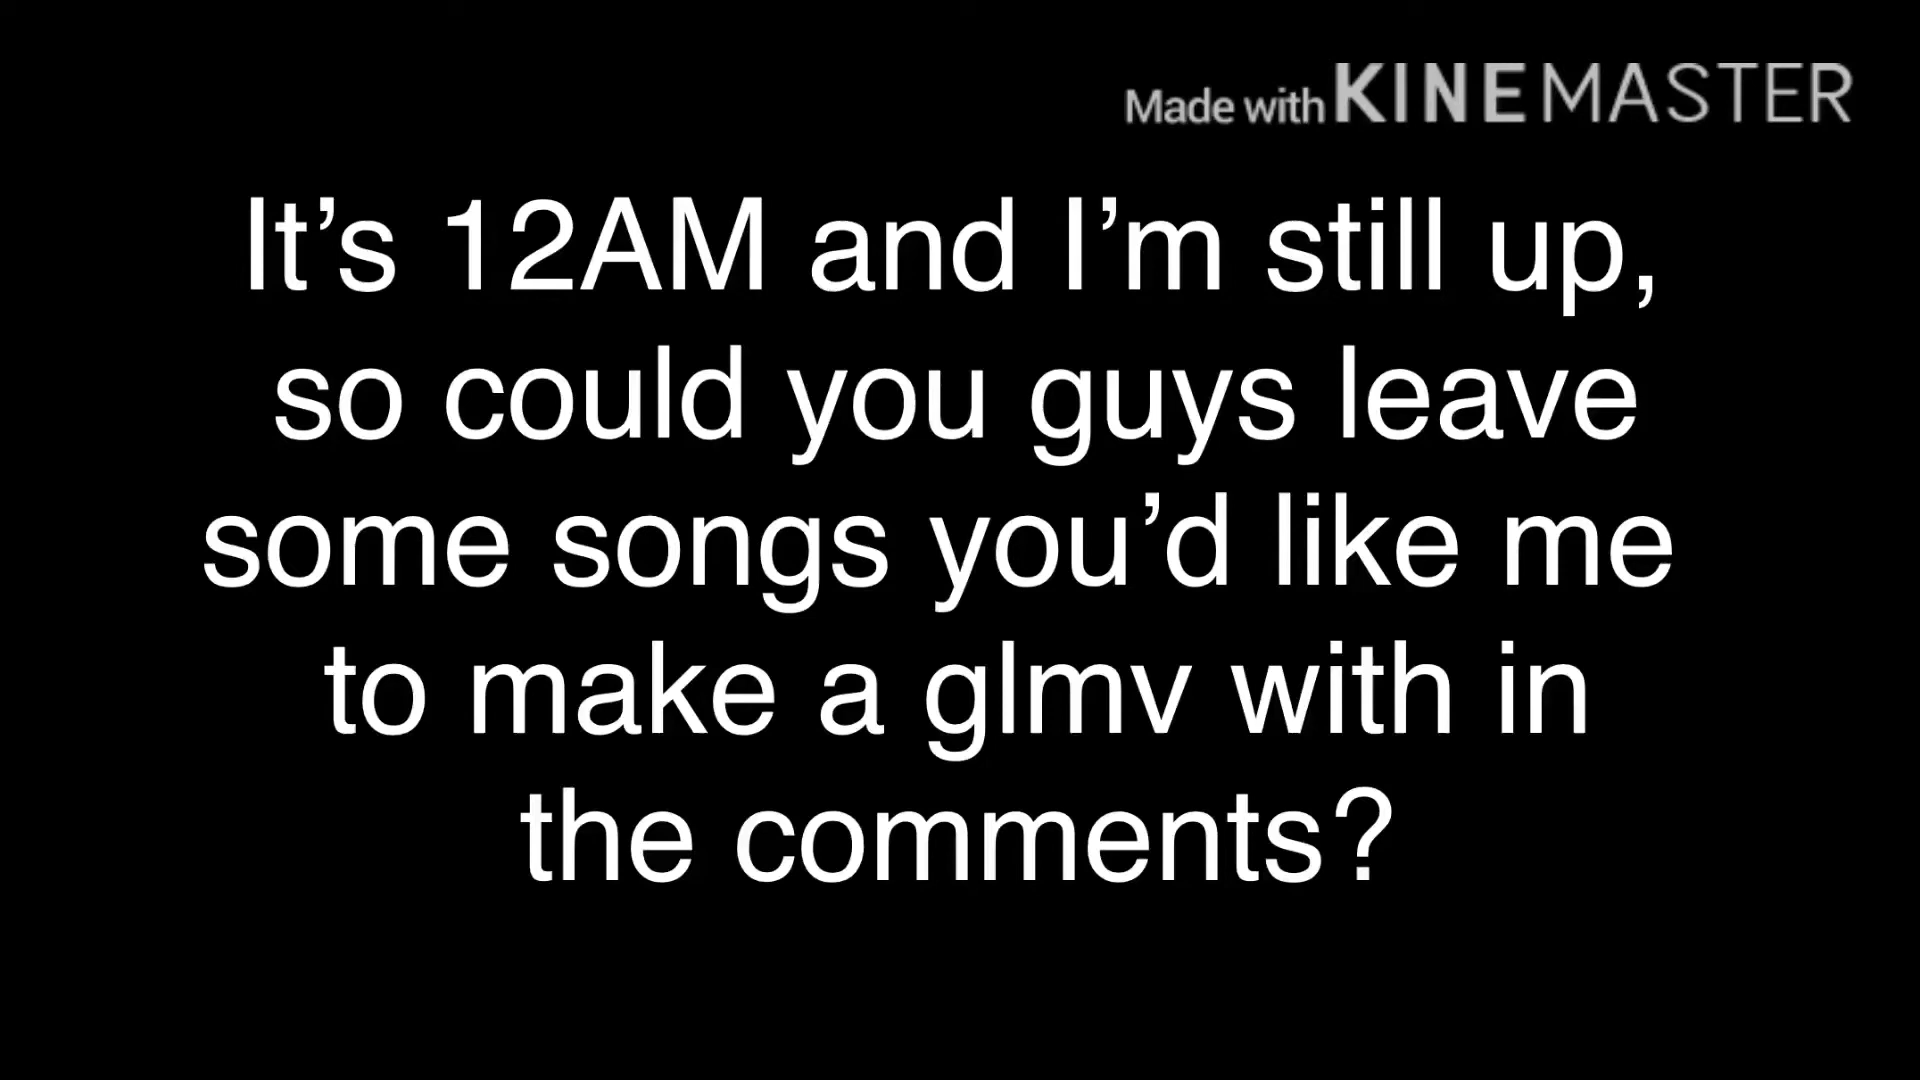 Made with KINEMASTER
It’s 12AM and I’m still up,
so could you guys leave
some songs you’d like me
to make a glmv with in
the comments?